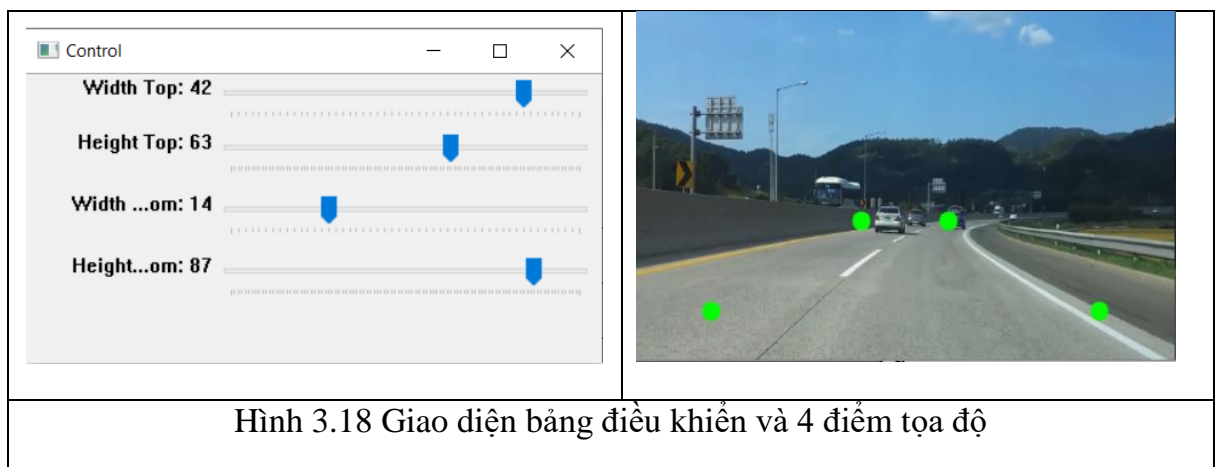 Control
Width Top: 42
Height Top: 63
Width ...om: 14
Height...om: 87
Hình 3.18 Giao diện bảng điều khiển và 4 điểm tọa độ